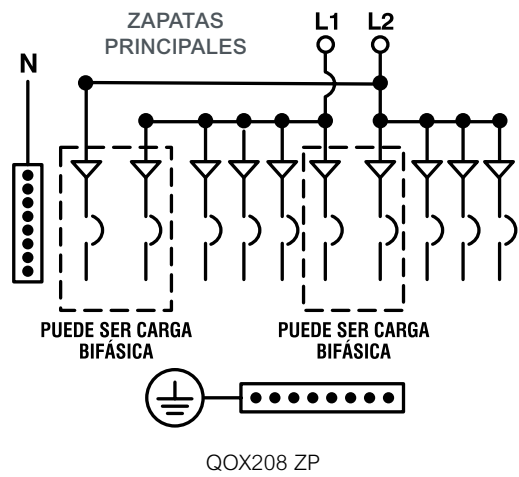 ZAPATAS
PRINCIPALES
L1 L2
N
PUEDE SER CARGA
BIFÁSICA
PUEDE SER CARGA
BIFÁSICA
QOX208 ZP